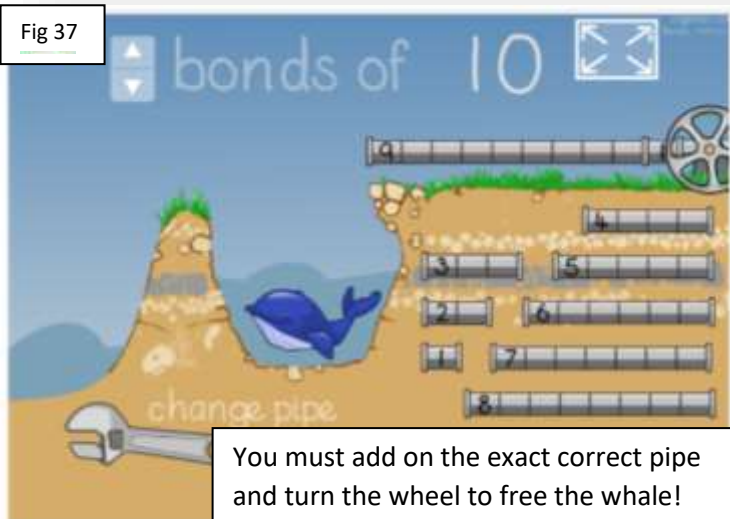 Fig 37
bonds of 10
9
4
3 5
2 6
1 7
8
change pipe
You must add on the exact correct pipe
and turn the wheel to free the whale!